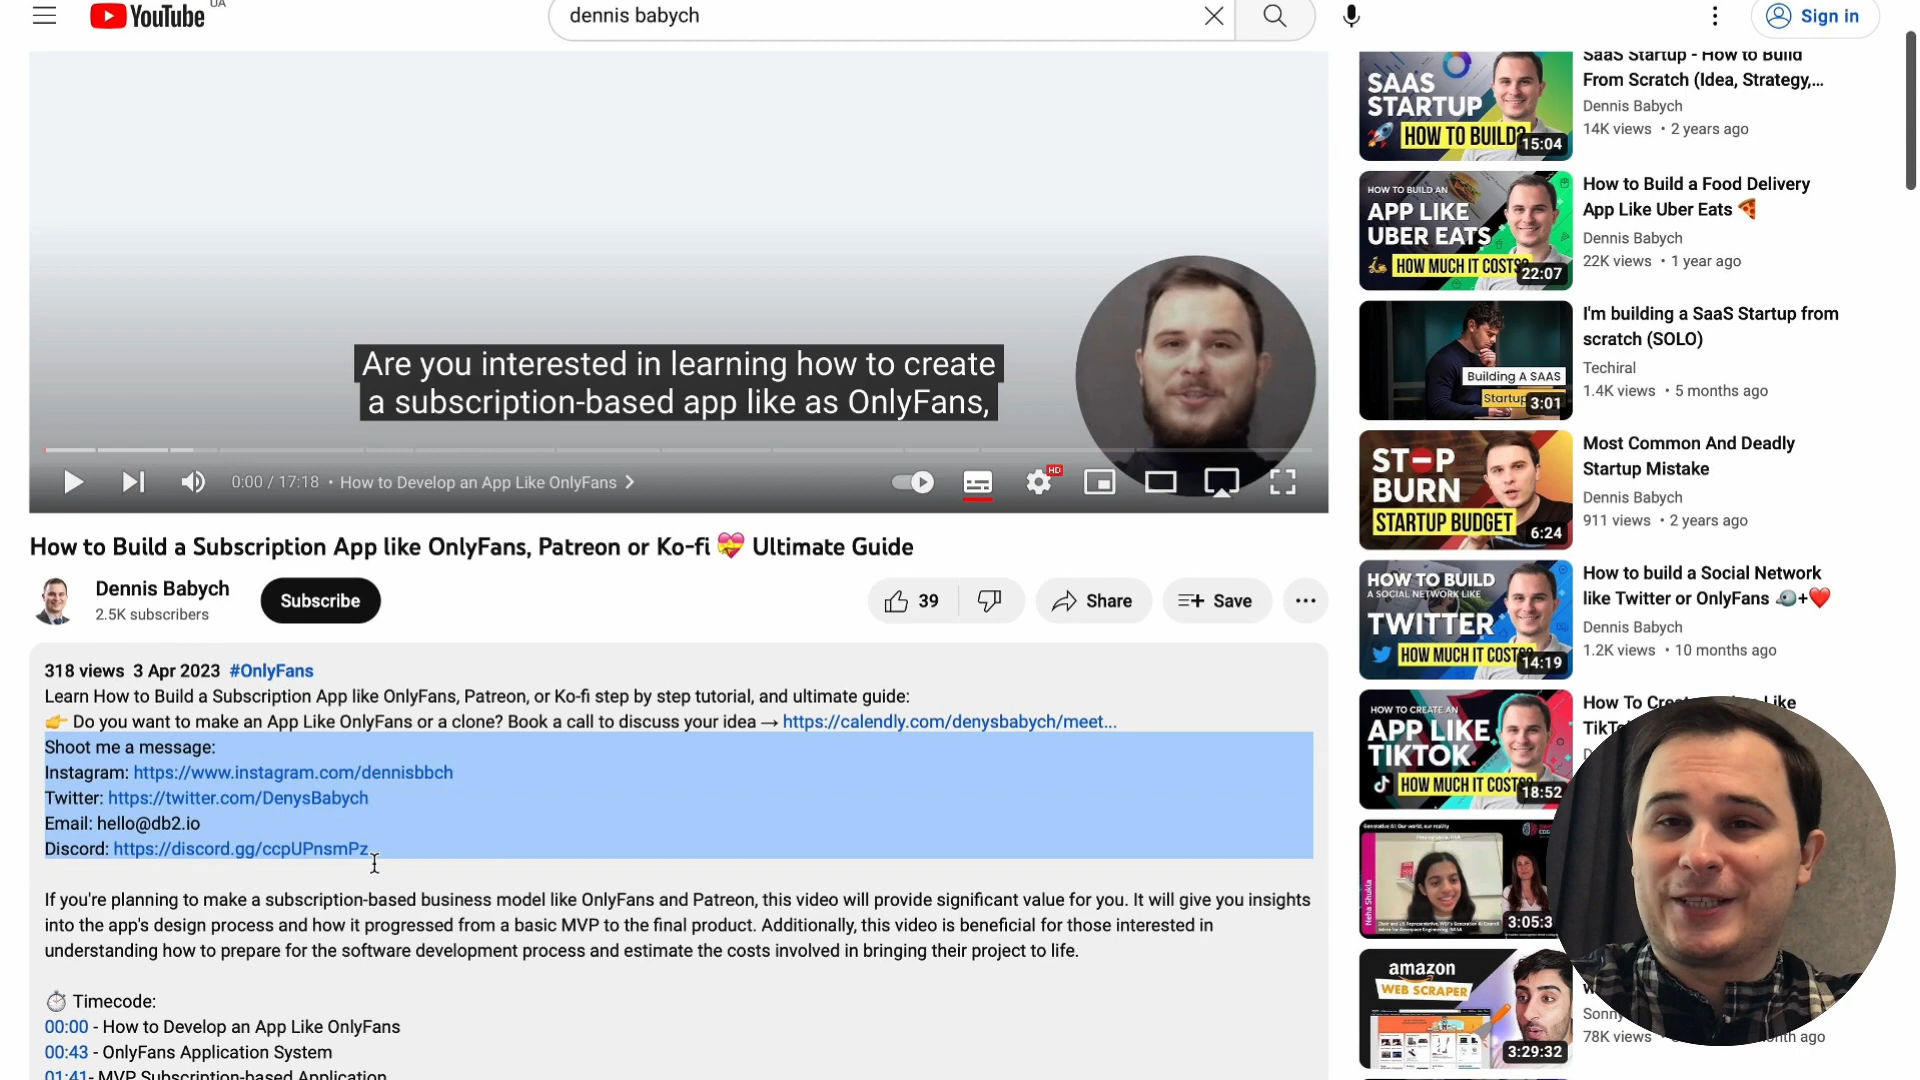 YouTube UA
dennis babych
Sign in
Are you interested in learning how to create
a subscription-based app like as OnlyFans,
0:00 / 17:18 • How to Develop an App Like OnlyFans
HD
How to Build a Subscription App like OnlyFans, Patreon or Ko-fi 💝 Ultimate Guide
Dennis Babych
2.5K subscribers
Subscribe
39
Share
Save
318 views 3 Apr 2023 #OnlyFans
Learn How to Build a Subscription App like OnlyFans, Patreon, or Ko-fi step by step tutorial, and ultimate guide:
👉 Do you want to make an App Like OnlyFans or a clone? Book a call to discuss your idea → https://calendly.com/denysbabych/meet...
Shoot me a message:
Instagram: https://www.instagram.com/dennisbbch
Twitter: https://twitter.com/DenysBabych
Email: hello@db2.io
Discord: https://discord.gg/ccpUPnsmPz
If you're planning to make a subscription-based business model like OnlyFans and Patreon, this video will provide significant value for you. It will give you insights
into the app's design process and how it progressed from a basic MVP to the final product. Additionally, this video is beneficial for those interested in
understanding how to prepare for the software development process and estimate the costs involved in bringing their project to life.
⏱ Timecode:
00:00 - How to Develop an App Like OnlyFans
00:43 - OnlyFans Application System
01:41- MVP Subscription-based Application
SAAS
STARTUP
HOW TO BUILD?
15:04
SaaS Startup - How to Build
From Scratch (Idea, Strategy,...
Dennis Babych
14K views • 2 years ago
HOW TO BUILD AN
APP LIKE
UBER EATS
HOW MUCH IT COSTS?
22:07
How to Build a Food Delivery
App Like Uber Eats 🍕
Dennis Babych
22K views • 1 year ago
Building A SAAS
Startup
3:01
I'm building a SaaS Startup from
scratch (SOLO)
Techiral
1.4K views • 5 months ago
STOP
BURN
STARTUP BUDGET
6:24
Most Common And Deadly
Startup Mistake
Dennis Babych
911 views • 2 years ago
HOW TO BUILD
A SOCIAL NETWORK LIKE
TWITTER
HOW MUCH IT COSTS?
14:19
How to build a Social Network
like Twitter or OnlyFans 🐦+❤️
Dennis Babych
1.2K views • 10 months ago
HOW TO CREATE AN
APP LIKE
TIKTOK
HOW MUCH IT COSTS?
18:52
Generative AI: Our world, our reality
Neha Shukla
3:05:3
amazon
WEB SCRAPER
3:29:32
Sonny
78K views